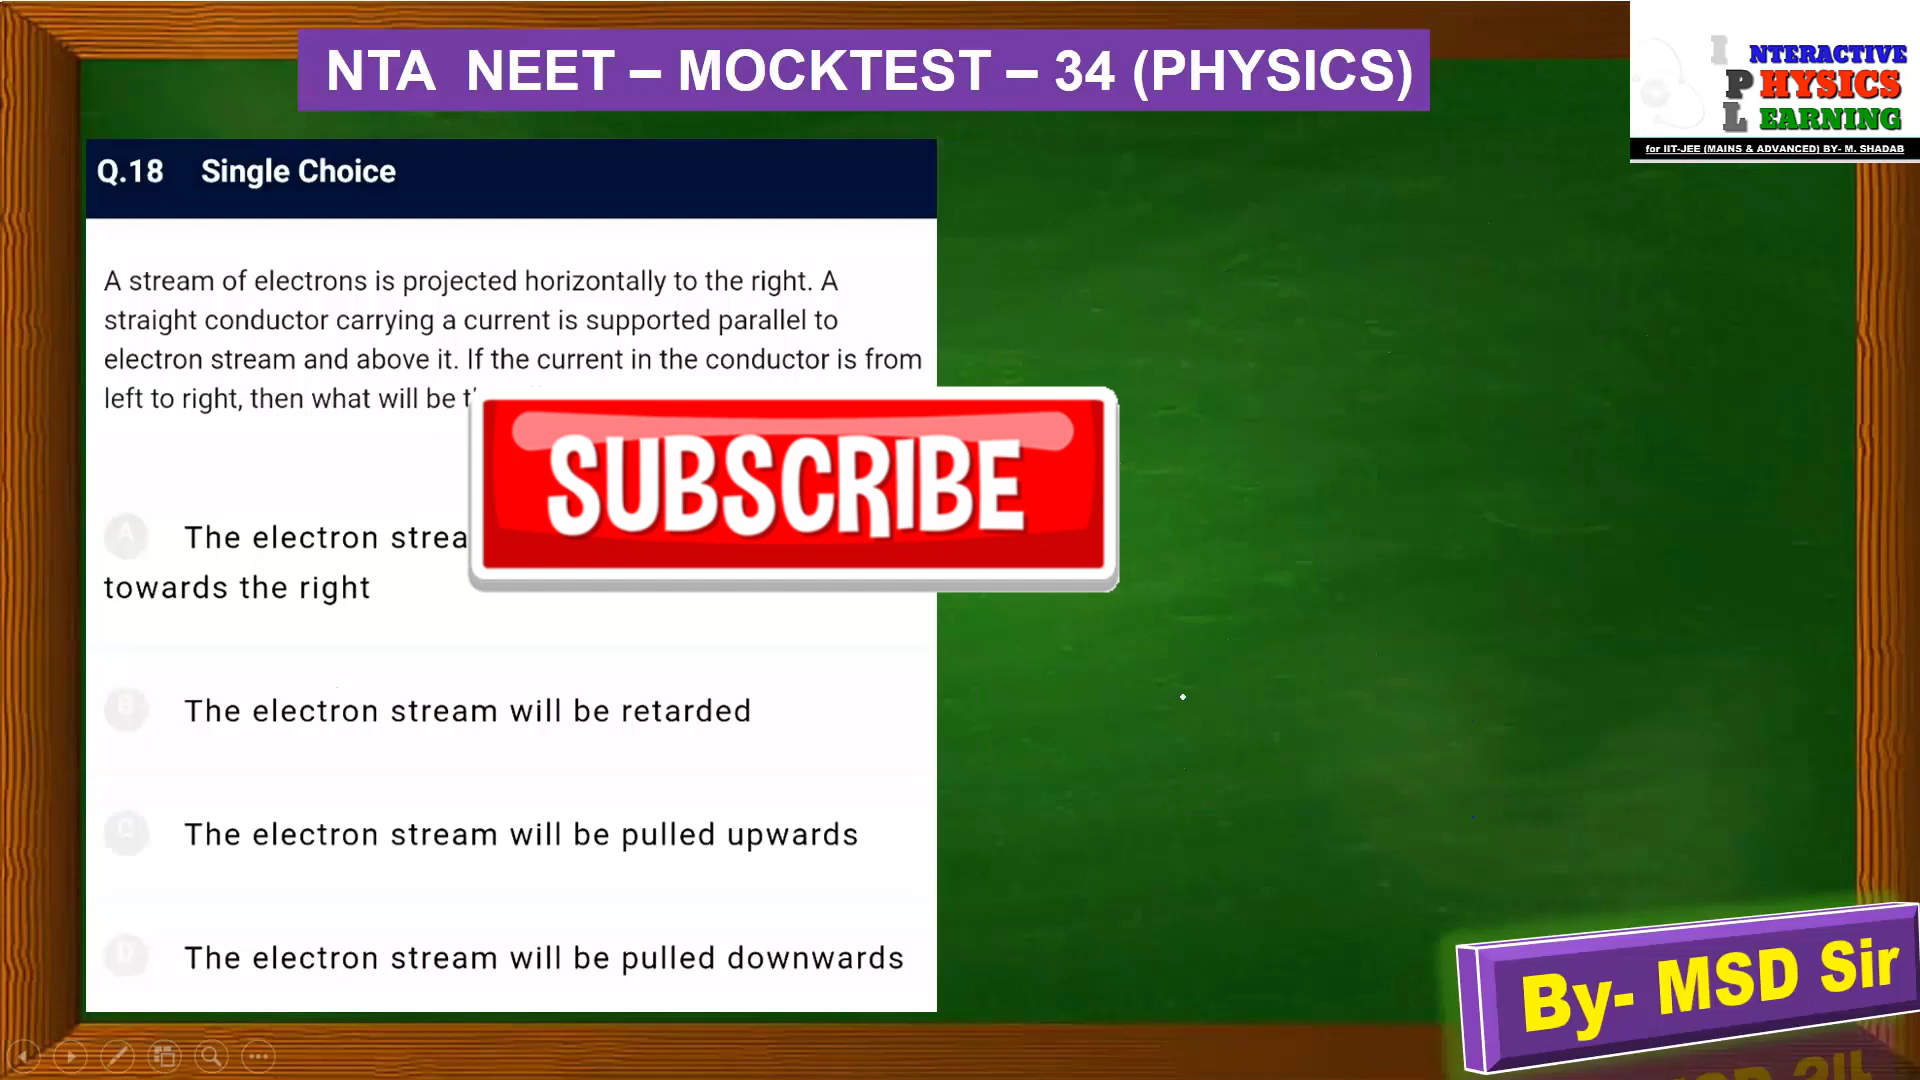 NTA NEET – MOCKTEST – 34 (PHYSICS)
INTERACTIVE
PHYSICS
LEARNING
for IIT-JEE (MAINS & ADVANCED) BY- M. SHADAB
Q.18 Single Choice
A stream of electrons is projected horizontally to the right. A
straight conductor carrying a current is supported parallel to
electron stream and above it. If the current in the conductor is from
left to right, then what will be
SUBSCRIBE
A The electron
towards the right
B The electron stream will be retarded
C The electron stream will be pulled upwards
D The electron stream will be pulled downwards
By- MSD Sir